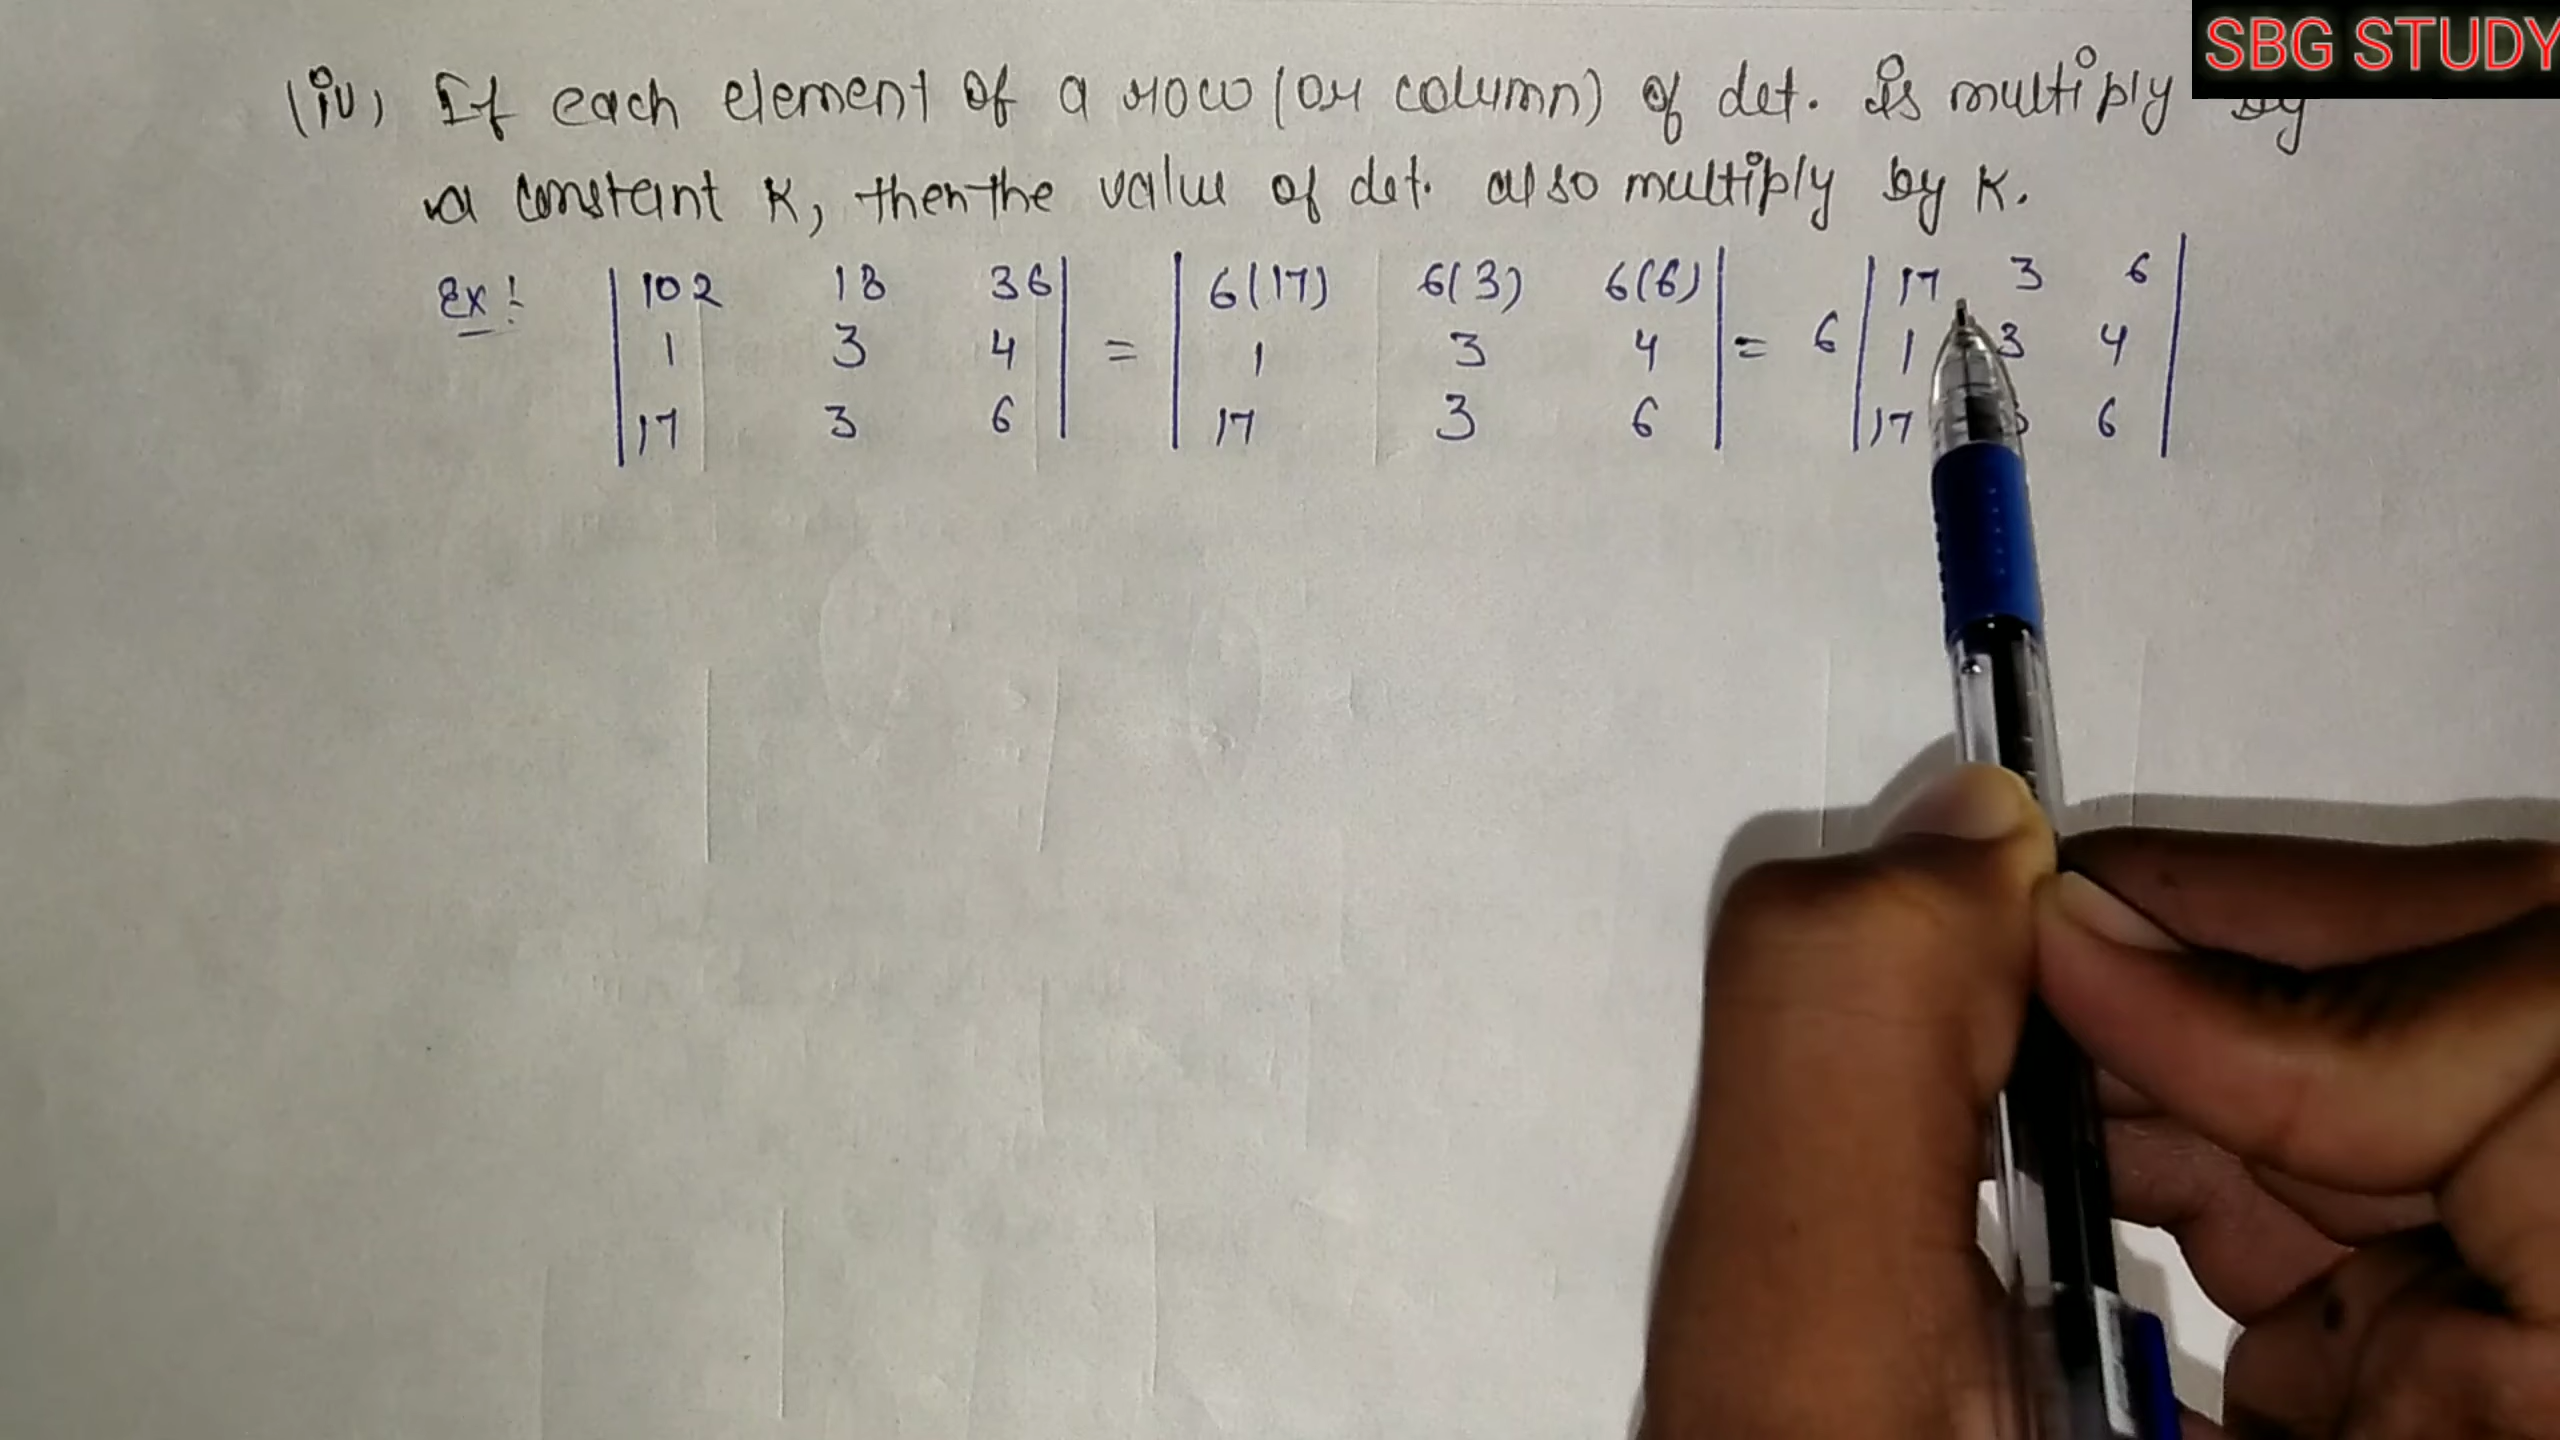 SBG STUDY
(iv) If each element of a row (or column) of det. is multiply by
a constant K, then the value of det. also multiply by K.
Ex! | 102 18 36 | | 6(17) 6(3) 6(6) | | 17 3 6 |
| 1 3 4 | = | 1 3 4 | = 6 | 1 3 4 |
| 17 3 6 | | 17 3 6 | | 17 6 |